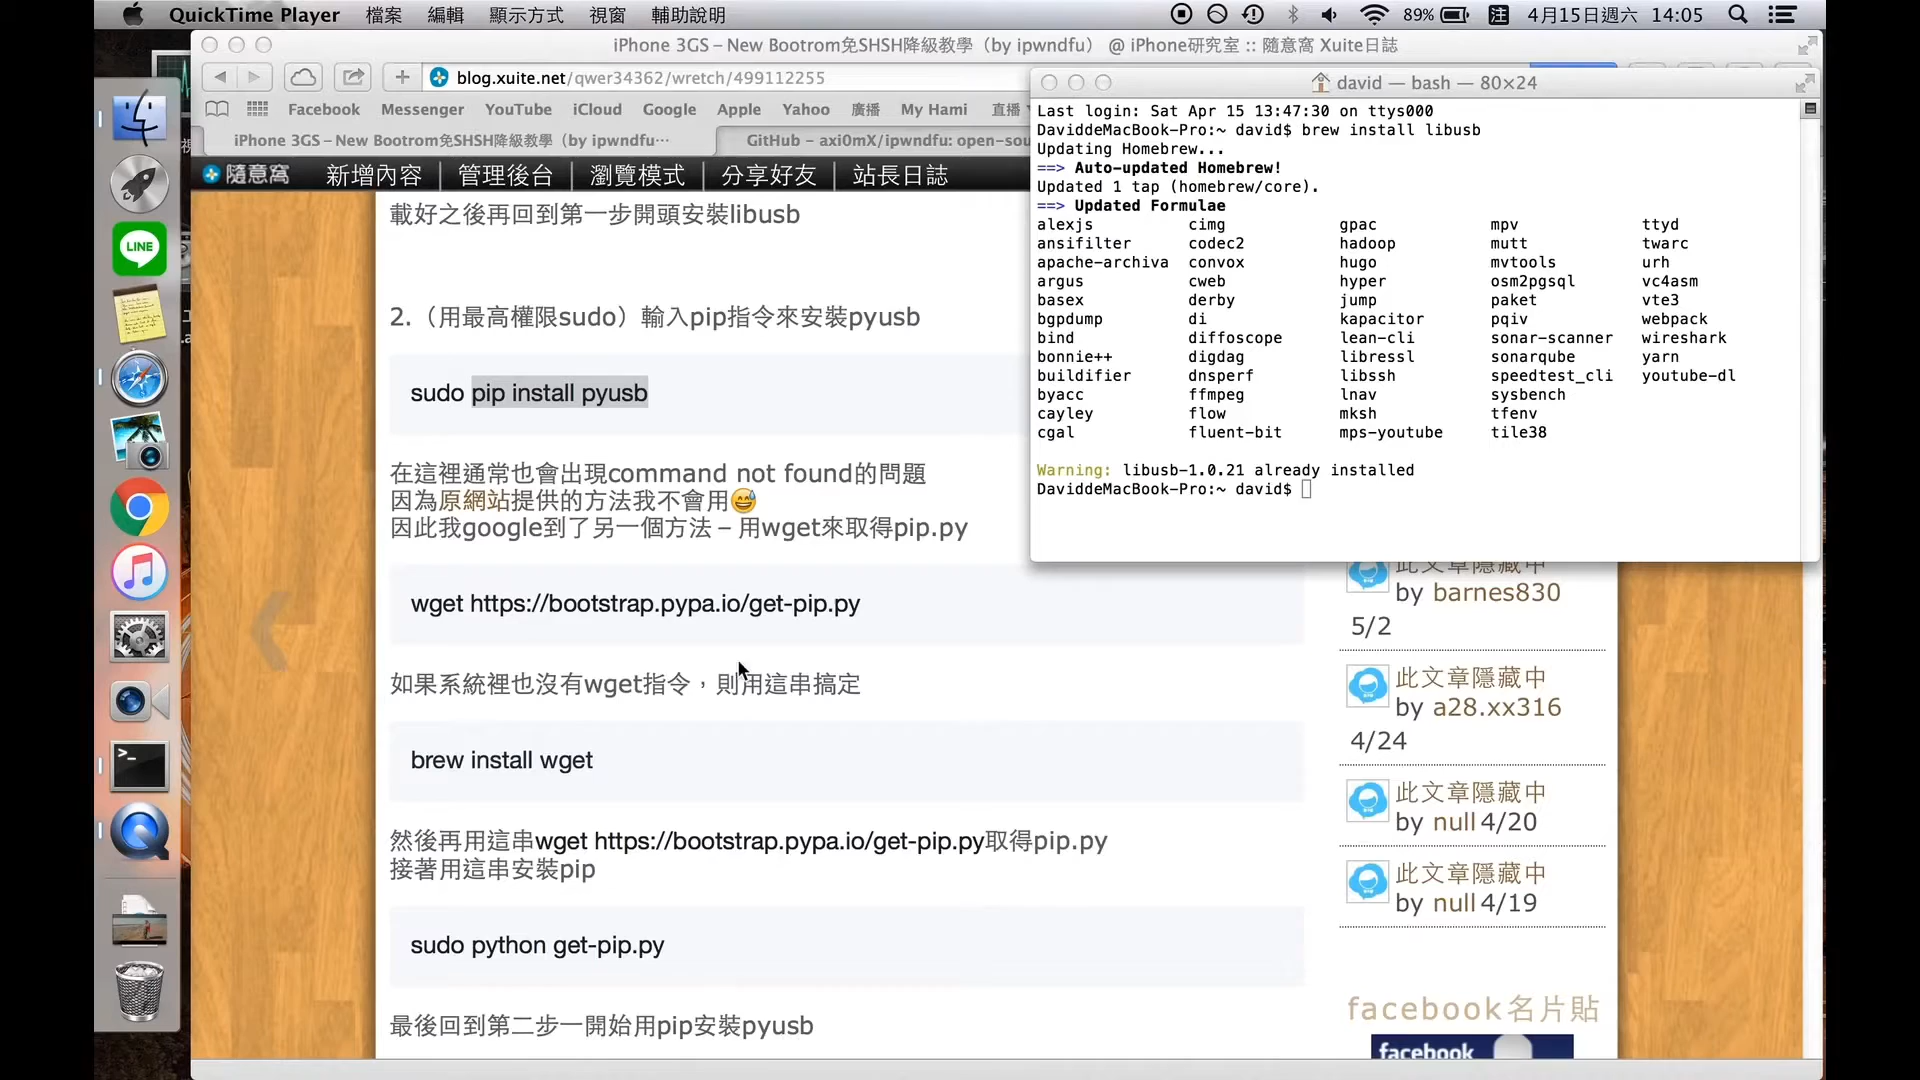 QuickTime Player 檔案 編輯 顯示方式 視窗 輔助說明 89% 注 4月15日週六 14:05
iPhone 3GS – New Bootrom免SHSH降級教學（by ipwndfu） @ iPhone研究室 :: 隨意窩 Xuite日誌
blog.xuite.net/qwer34362/wretch/499112255
Facebook Messenger YouTube iCloud Google Apple Yahoo 廣播 My Hami 直播
iPhone 3GS – New Bootrom免SHSH降級教學（by ipwndfu… GitHub – axi0mX/ipwndfu: open-sou
隨意窩 新增內容 管理後台 瀏覽模式 分享好友 站長日誌
載好之後再回到第一步開頭安裝libusb
2.（用最高權限sudo）輸入pip指令來安裝pyusb
sudo pip install pyusb
在這裡通常也會出現command not found的問題
因為原網站提供的方法我不會用😅
因此我google到了另一個方法 – 用wget來取得pip.py
wget https://bootstrap.pypa.io/get-pip.py
如果系統裡也沒有wget指令，則用這串搞定
brew install wget
然後再用這串wget https://bootstrap.pypa.io/get-pip.py取得pip.py
接著用這串安裝pip
sudo python get-pip.py
最後回到第二步一開始用pip安裝pyusb
david — bash — 80×24
Last login: Sat Apr 15 13:47:30 on ttys000
DaviddeMacBook-Pro:~ david$ brew install libusb
Updating Homebrew...
==> Auto-updated Homebrew!
Updated 1 tap (homebrew/core).
==> Updated Formulae
alexjs cimg gpac mpv ttyd
ansifilter codec2 hadoop mutt twarc
apache-archiva convox hugo mvtools urh
argus cweb hyper osm2pgsql vc4asm
basex derby jump paket vte3
bgpdump di kapacitor pqiv webpack
bind diffoscope lean-cli sonar-scanner wireshark
bonnie++ digdag libressl sonarqube yarn
buildifier dnsperf libssh speedtest_cli youtube-dl
byacc ffmpeg lnav sysbench
cayley flow mksh tfenv
cgal fluent-bit mps-youtube tile38
Warning: libusb-1.0.21 already installed
DaviddeMacBook-Pro:~ david$
此文章隱藏中
by barnes830
5/2
此文章隱藏中
by a28.xx316
4/24
此文章隱藏中
by null 4/20
此文章隱藏中
by null 4/19
facebook名片貼
facebook
LINE